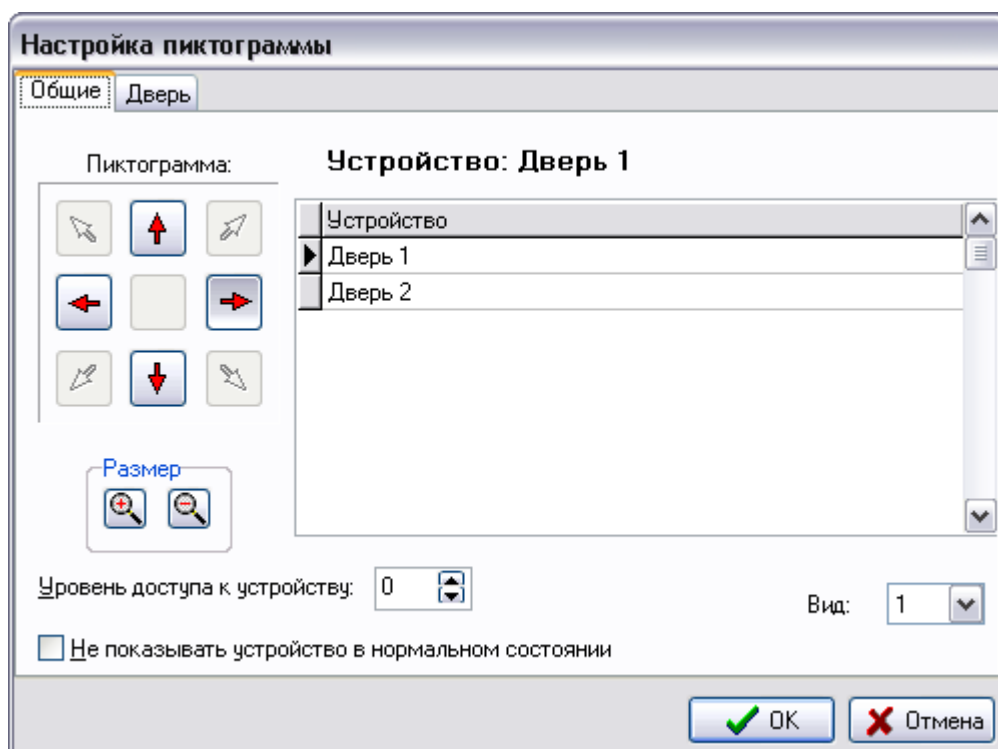 Настройка пиктограммы
Общие Дверь
Пиктограмма:
Устройство: Дверь 1
Устройство
Дверь 1
Дверь 2
Размер
Уровень доступа к устройству: 0
Вид: 1
Не показывать устройство в нормальном состоянии
OK Отмена